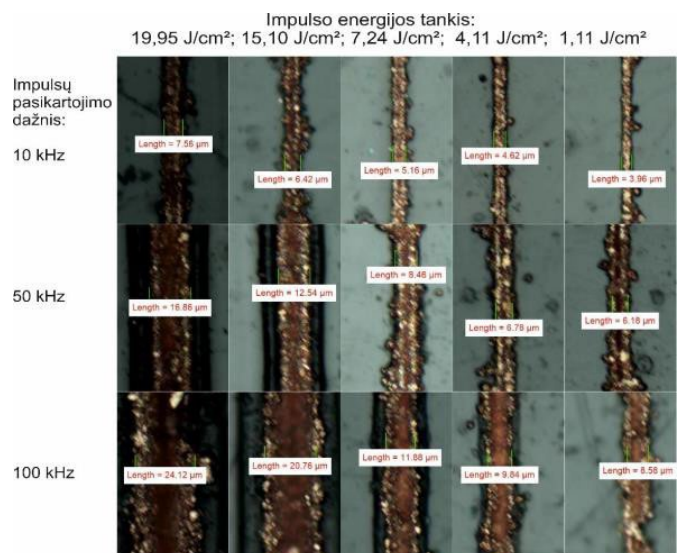 Impulso energijos tankis:
19,95 J/cm²; 15,10 J/cm²; 7,24 J/cm²; 4,11 J/cm²; 1,11 J/cm²
Impulsų
pasikartojimo
dažnis:
10 kHz
Length = 7.56 µm
Length = 6.42 µm
Length = 5.16 µm
Length = 4.62 µm
Length = 3.96 µm
50 kHz
Length = 16.86 µm
Length = 12.54 µm
Length = 8.46 µm
Length = 6.78 µm
Length = 6.18 µm
100 kHz
Length = 24.12 µm
Length = 20.76 µm
Length = 11.88 µm
Length = 9.84 µm
Length = 8.58 µm